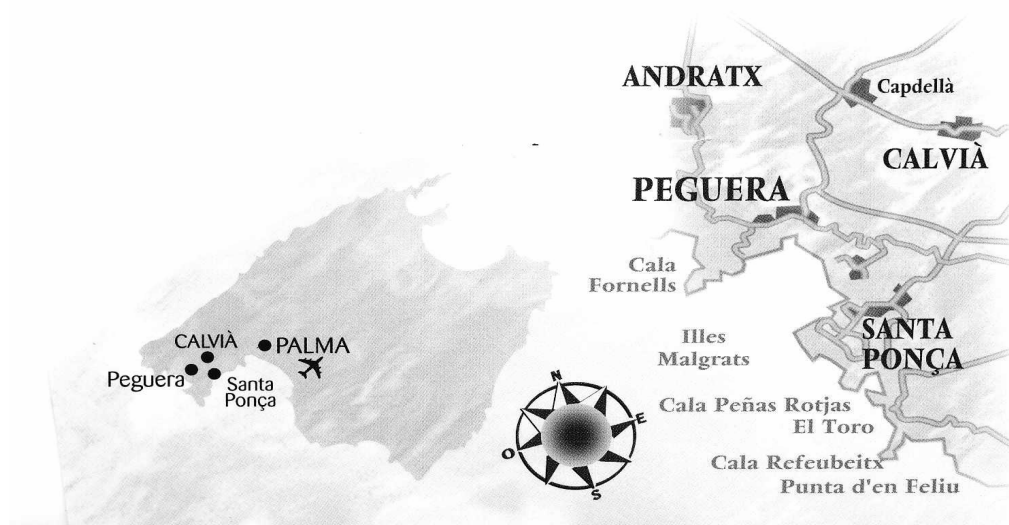 ANDRATX
Capdellà
CALVIÀ
PEGUERA
Cala
Fornells
SANTA
PONÇA
Illes
Malgrats
Cala Peñas Rotjas
El Toro
Cala Refeubeitx
Punta d'en Feliu
CALVIÀ
PALMA
Peguera
Santa
Ponça
N
E
S
O